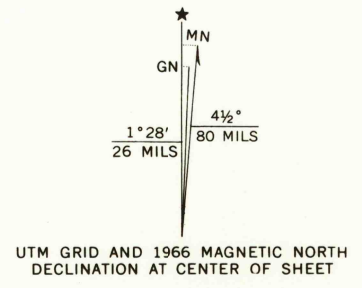 MN
GN
4½°
80 MILS
1°28′
26 MILS
UTM GRID AND 1966 MAGNETIC NORTH
DECLINATION AT CENTER OF SHEET